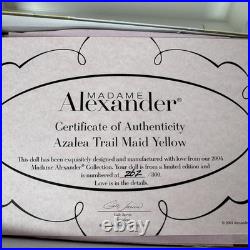 MADAME
Alexander®
Certificate of Authenticity
Azalea Trail Maid Yellow
This doll has been exquisitely designed and manufactured with love from our 2004
Madame Alexander® Collection. Your doll is from a limited edition and
is numbered at 262 /300.
Love is in the details.